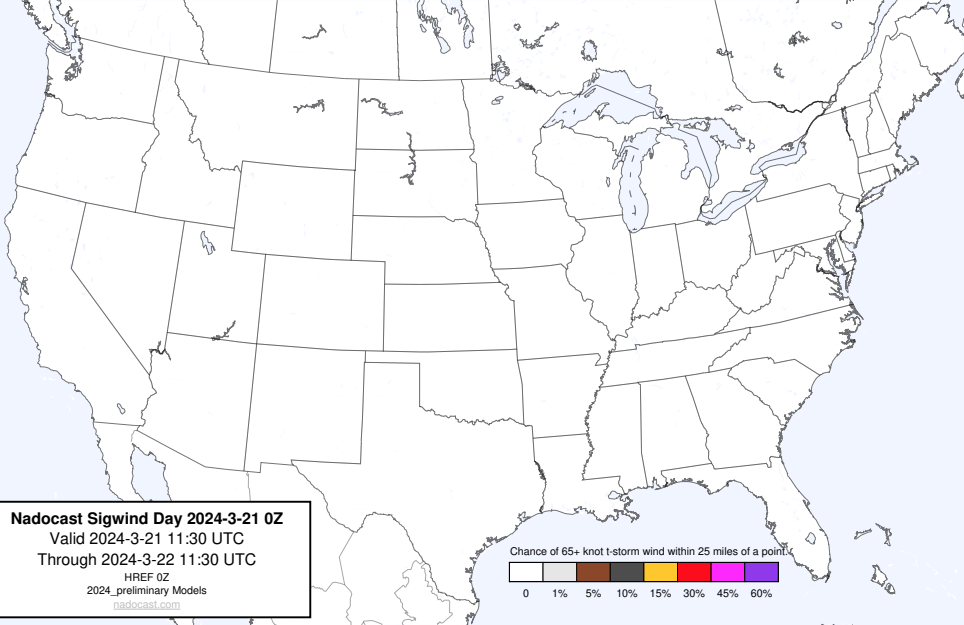 Nadocast Sigwind Day 2024-3-21 0Z
Valid 2024-3-21 11:30 UTC
Through 2024-3-22 11:30 UTC
HREF 0Z
2024_preliminary Models
nadocast.com
Chance of 65+ knot t-storm wind within 25 miles of a point.
0 1% 5% 10% 15% 30% 45% 60%